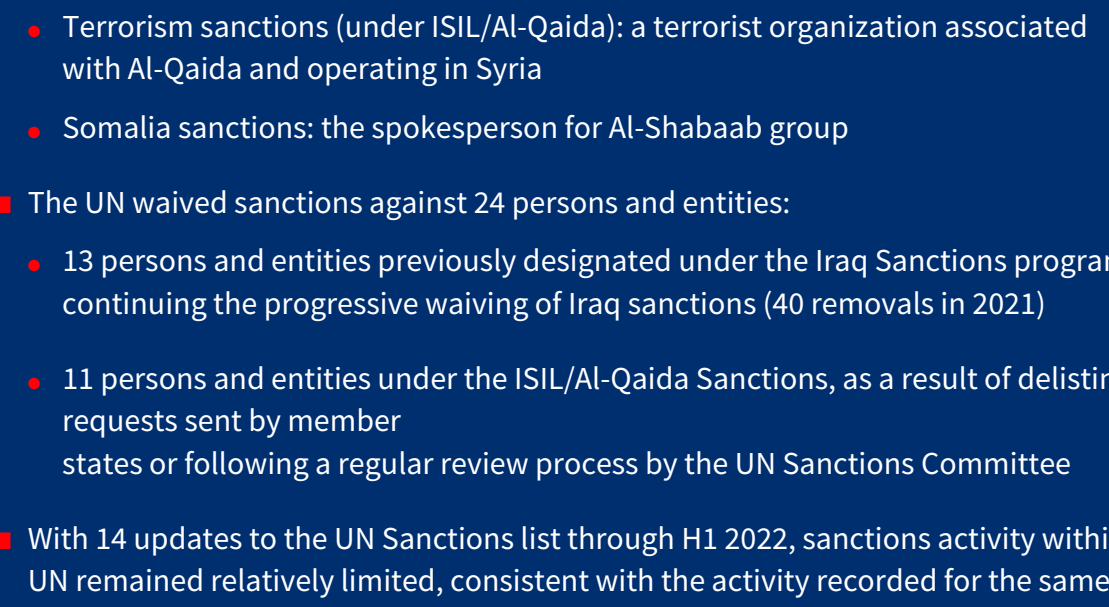 Terrorism sanctions (under ISIL/Al-Qaida): a terrorist organization associated
with Al-Qaida and operating in Syria
Somalia sanctions: the spokesperson for Al-Shabaab group
The UN waived sanctions against 24 persons and entities:
13 persons and entities previously designated under the Iraq Sanctions
continuing the progressive waiving of Iraq sanctions (40 removals in 2021)
11 persons and entities under the ISIL/Al-Qaida Sanctions, as a result of
requests sent by member
states or following a regular review process by the UN Sanctions Committee
With 14 updates to the UN Sanctions list through H1 2022, sanctions activity
UN remained relatively limited, consistent with the activity recorded for the same